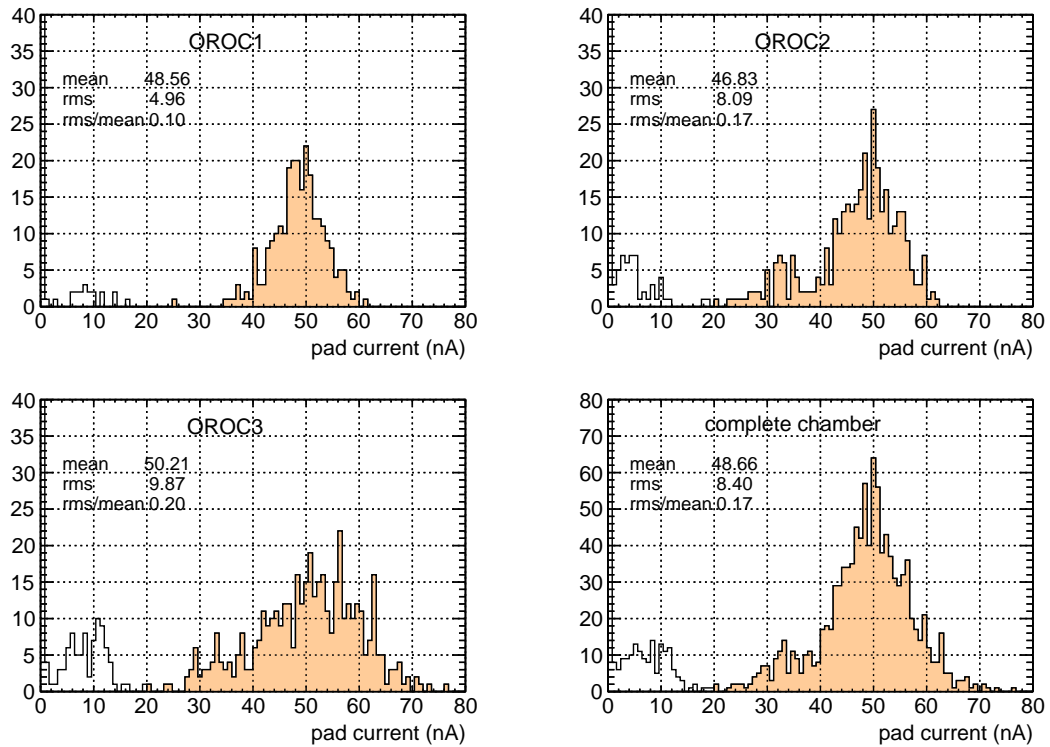 OROC1
mean 48.56
rms 4.96
rms/mean 0.10
40
35
30
25
20
15
10
5
0
0 10 20 30 40 50 60 70 80
pad current (nA)
OROC2
mean 46.83
rms 8.09
rms/mean 0.17
40
35
30
25
20
15
10
5
0
0 10 20 30 40 50 60 70 80
pad current (nA)
OROC3
mean 50.21
rms 9.87
rms/mean 0.20
40
35
30
25
20
15
10
5
0
0 10 20 30 40 50 60 70 80
pad current (nA)
complete chamber
mean 48.66
rms 8.40
rms/mean 0.17
80
70
60
50
40
30
20
10
0
0 10 20 30 40 50 60 70 80
pad current (nA)